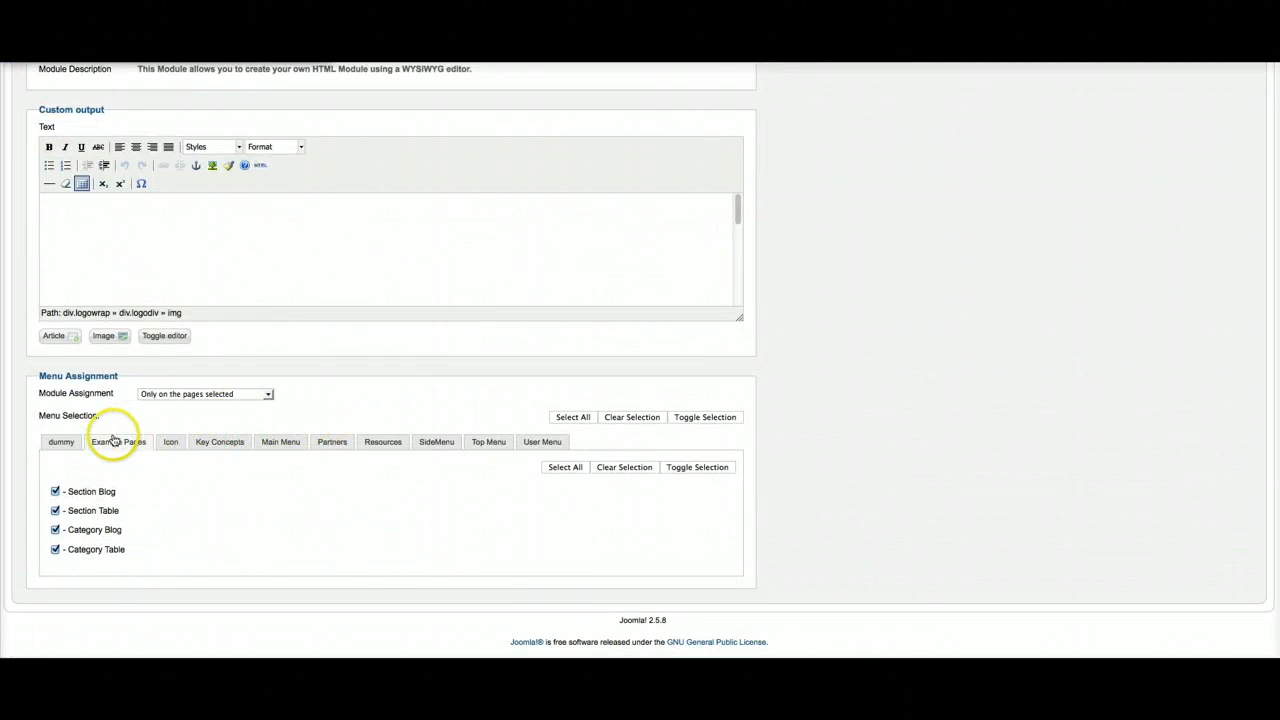 Module Description This Module allows you to create your own HTML Module using a WYSIWYG editor.
Custom output
Text
B I U ABC Styles Format
HTML
Path: div.logowrap » div.logodiv » img
Article Image Toggle editor
Menu Assignment
Module Assignment Only on the pages selected
Menu Selection:
Select All Clear Selection Toggle Selection
dummy Pages Icon Key Concepts Main Menu Partners Resources SideMenu Top Menu User Menu
Select All Clear Selection Toggle Selection
- Section Blog
- Section Table
- Category Blog
- Category Table
Joomla! 2.5.8
Joomla!® is free software released under the GNU General Public License.